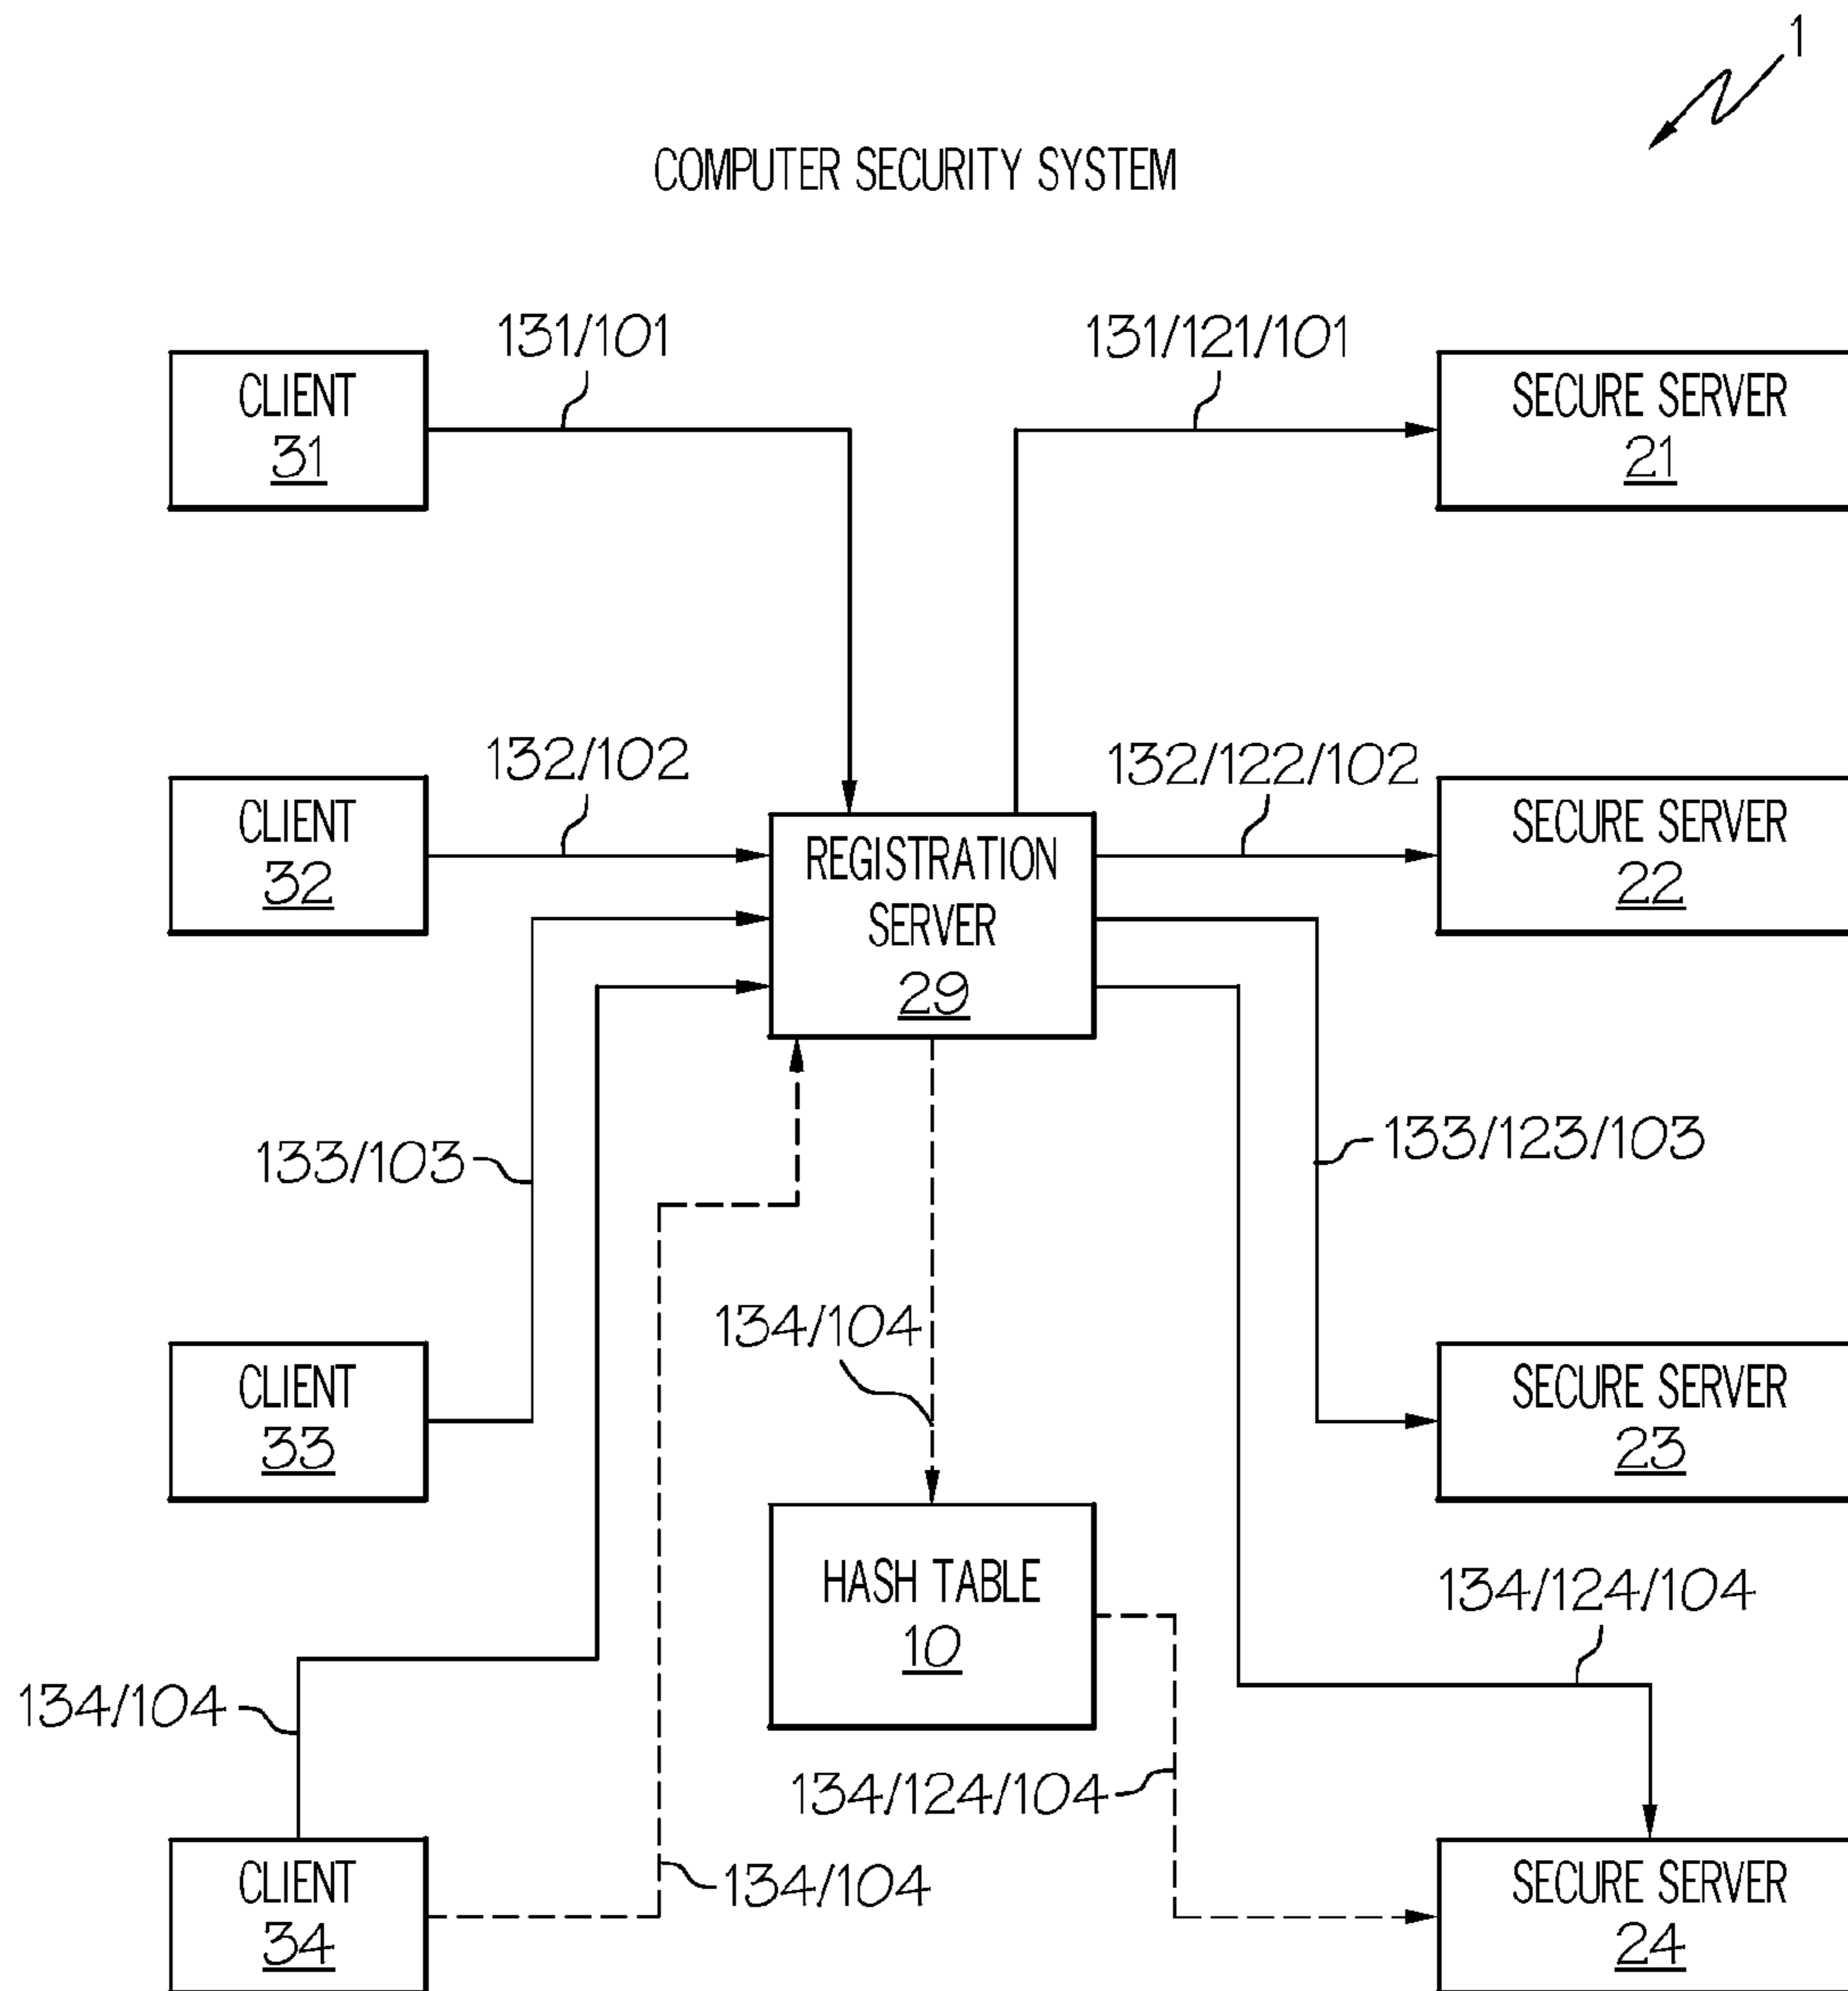 1
COMPUTER SECURITY SYSTEM
131/101
131/121/101
CLIENT
31
SECURE SERVER
21
132/102
132/122/102
CLIENT
32
REGISTRATION
SERVER
29
SECURE SERVER
22
133/103
133/123/103
134/104
CLIENT
33
SECURE SERVER
23
HASH TABLE
10
134/124/104
134/104
134/124/104
134/104
CLIENT
34
SECURE SERVER
24